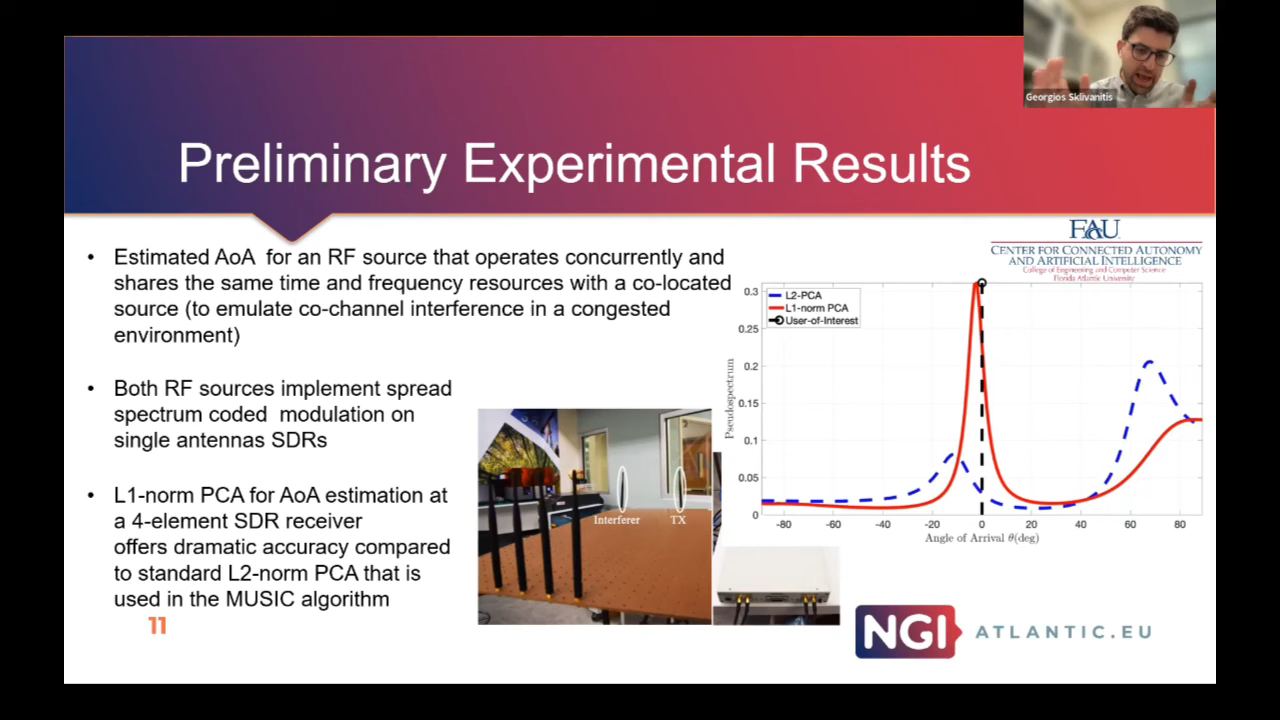 Georgios Sklivanitis
Preliminary Experimental Results
• Estimated AoA for an RF source that operates concurrently and
shares the same time and frequency resources with a co-located
source (to emulate co-channel interference in a congested
environment)
• Both RF sources implement spread
spectrum coded modulation on
single antennas SDRs
• L1-norm PCA for AoA estimation at
a 4-element SDR receiver
offers dramatic accuracy compared
to standard L2-norm PCA that is
used in the MUSIC algorithm
11
Interferer
TX
FAU
CENTER FOR CONNECTED AUTONOMY
AND ARTIFICIAL INTELLIGENCE
College of Engineering and Computer Science
Florida Atlantic University
L2-PCA
L1-norm PCA
User-of-Interest
Pseudospectrum
0.3
0.25
0.2
0.15
0.1
0.05
0
-80 -60 -40 -20 0 20 40 60 80
Angle of Arrival θ(deg)
NGI ATLANTIC.EU